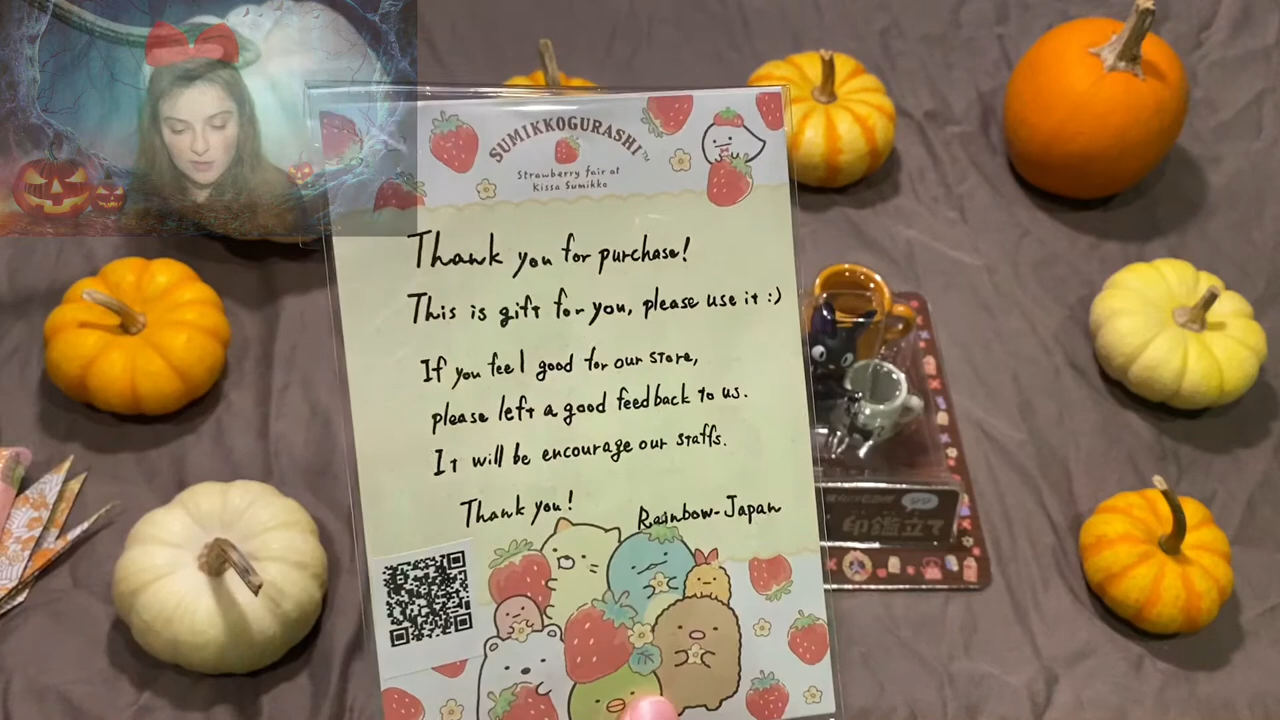 SUMIKKOGURASHI™
Strawberry fair at
Kissa Sumikko
Thank you for purchase!
This is gift for you, please use it :)
If you feel good for our store,
please left a good feedback to us.
It will be encourage our staffs.
Thank you!
Rainbow-Japan
印鑑立て